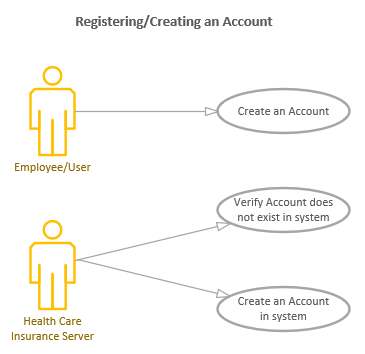 Registering/Creating an Account
Create an Account
Employee/User
Verify Account does
not exist in system
Health Care
Insurance Server
Create an Account
in system